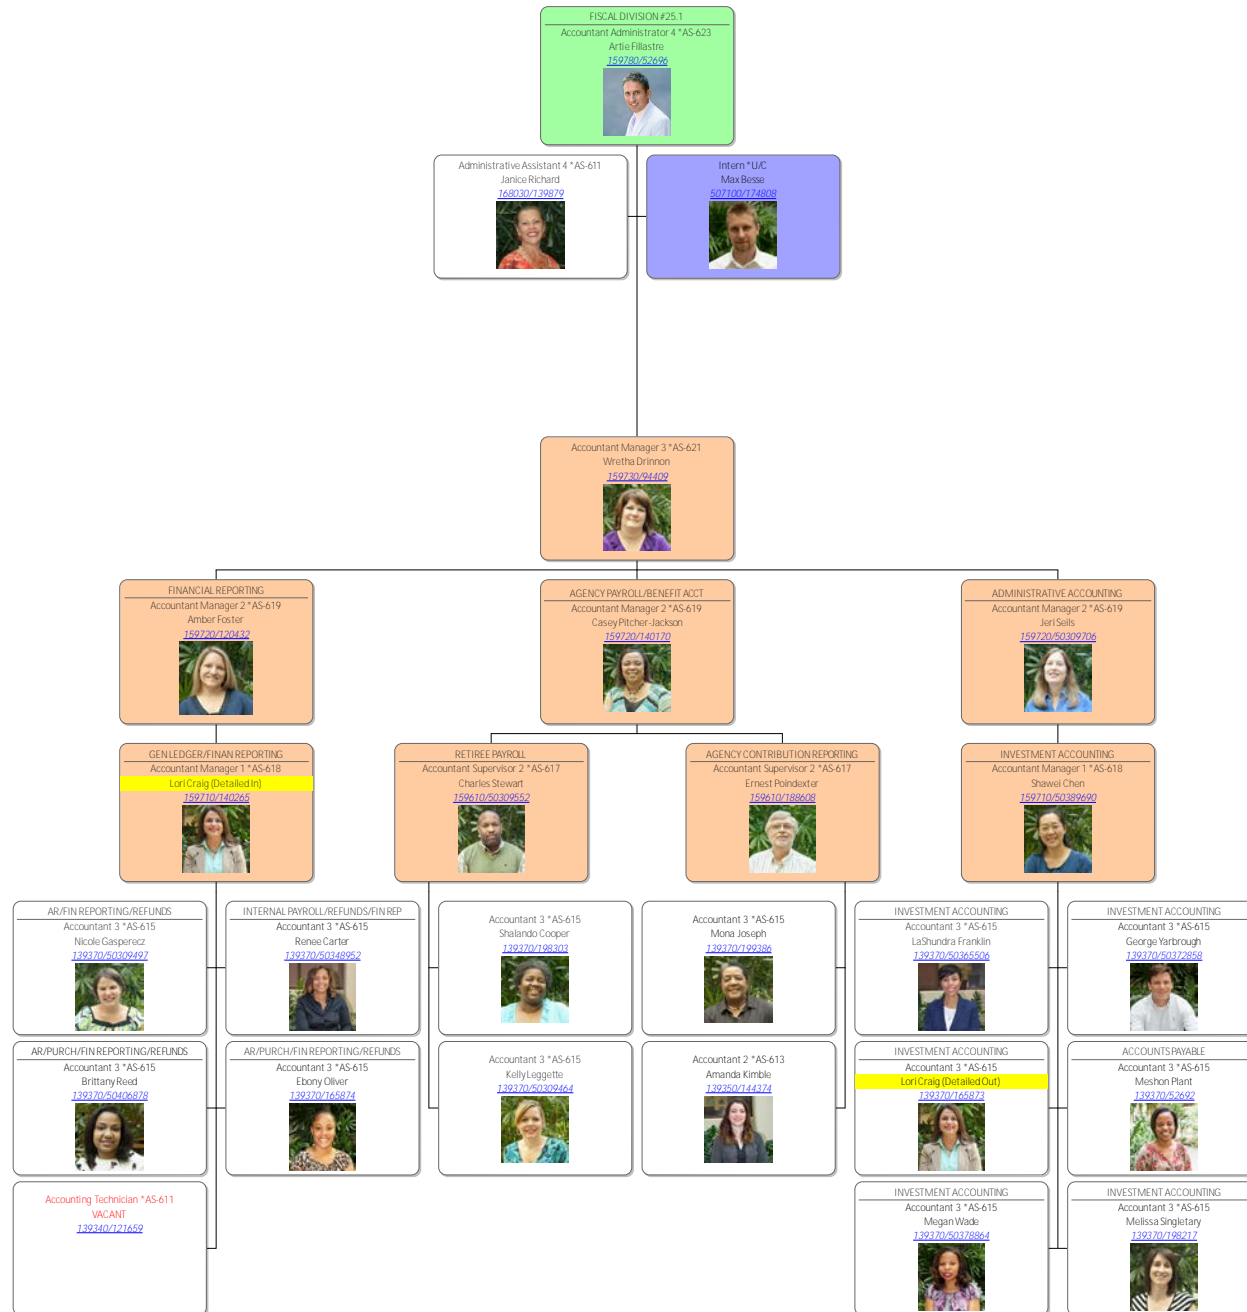 FISCAL DIVISION #25.1
Accountant Administrator 4 *AS-623
Artie Fillastre
159780/52696
Administrative Assistant 4 *AS-611
Janice Richard
168030/139879
Intern *U/C
Max Besse
507100/174808
Accountant Manager 3 *AS-621
Wretha Drinnon
159730/94409
FINANCIAL REPORTING
Accountant Manager 2 *AS-619
Amber Foster
159720/120432
AGENCY PAYROLL/BENEFIT ACCT
Accountant Manager 2 *AS-619
Casey Pitcher-Jackson
159720/140170
ADMINISTRATIVE ACCOUNTING
Accountant Manager 2 *AS-619
Jeri Seils
159720/50309706
GEN LEDGER/FINAN REPORTING
Accountant Manager 1 *AS-618
Lori Craig (Detailed In)
159710/140265
RETIREE PAYROLL
Accountant Supervisor 2 *AS-617
Charles Stewart
159610/50309552
AGENCY CONTRIBUTION REPORTING
Accountant Supervisor 2 *AS-617
Ernest Poindexter
159610/188608
INVESTMENT ACCOUNTING
Accountant Manager 1 *AS-618
Shawei Chen
159710/50389690
AR/FIN REPORTING/REFUNDS
Accountant 3 *AS-615
Nicole Gasperecz
139370/50309497
INTERNAL PAYROLL/REFUNDS/FIN REP
Accountant 3 *AS-615
Renee Carter
139370/50348952
Accountant 3 *AS-615
Shalando Cooper
139370/198303
Accountant 3 *AS-615
Mona Joseph
139370/199386
INVESTMENT ACCOUNTING
Accountant 3 *AS-615
LaShundra Franklin
139370/50365506
INVESTMENT ACCOUNTING
Accountant 3 *AS-615
George Yarbrough
139370/50372858
AR/PURCH/FIN REPORTING/REFUNDS
Accountant 3 *AS-615
Brittany Reed
139370/50406878
AR/PURCH/FIN REPORTING/REFUNDS
Accountant 3 *AS-615
Ebony Oliver
139370/165874
Accountant 3 *AS-615
Kelly Leggette
139370/50309464
Accountant 2 *AS-613
Amanda Kimble
139350/144374
INVESTMENT ACCOUNTING
Accountant 3 *AS-615
Lori Craig (Detailed Out)
139370/165873
ACCOUNTS PAYABLE
Accountant 3 *AS-615
Meshon Plant
139370/52692
Accounting Technician *AS-611
VACANT
139340/121659
INVESTMENT ACCOUNTING
Accountant 3 *AS-615
Megan Wade
139370/50378864
INVESTMENT ACCOUNTING
Accountant 3 *AS-615
Melissa Singletary
139370/198217